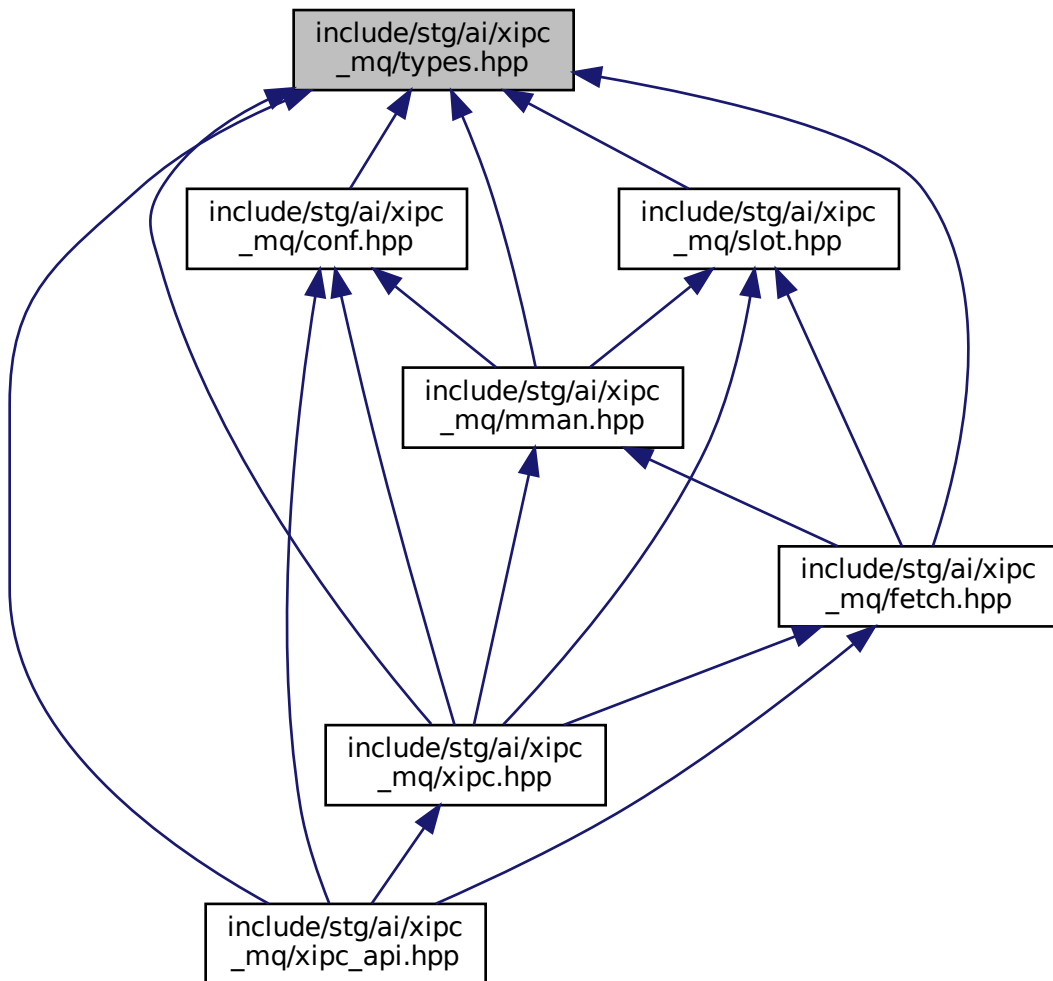 include/stg/ai/xipc
_mq/types.hpp
include/stg/ai/xipc
_mq/conf.hpp
include/stg/ai/xipc
_mq/slot.hpp
include/stg/ai/xipc
_mq/mman.hpp
include/stg/ai/xipc
_mq/fetch.hpp
include/stg/ai/xipc
_mq/xipc.hpp
include/stg/ai/xipc
_mq/xipc_api.hpp